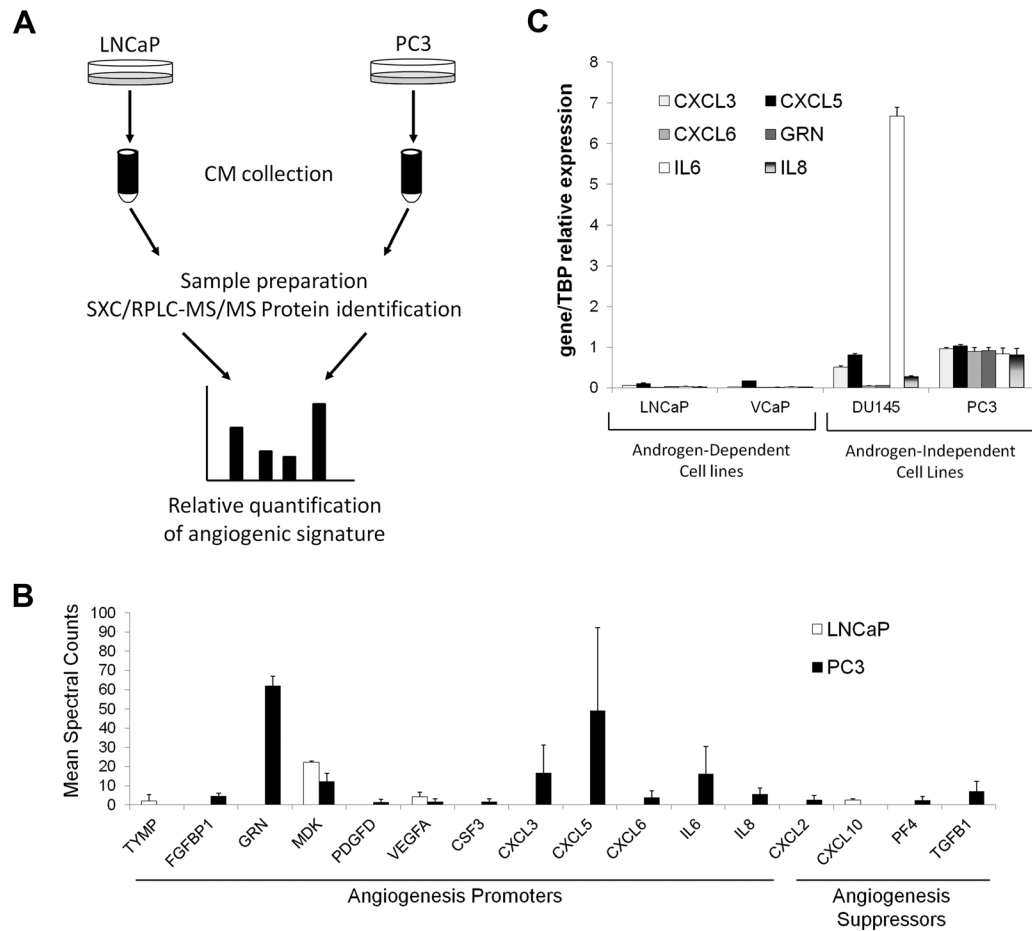 A
LNCaP
PC3
CM collection
Sample preparation
SXC/RPLC-MS/MS Protein identification
Relative quantification
of angiogenic signature
C
gene/TBP relative expression
8
7
6
5
4
3
2
1
0
CXCL3
CXCL5
CXCL6
GRN
IL6
IL8
LNCaP
VCaP
DU145
PC3
Androgen-Dependent
Cell lines
Androgen-Independent
Cell Lines
B
Mean Spectral Counts
100
90
80
70
60
50
40
30
20
10
0
LNCaP
PC3
TYMP
FGFBP1
GRN
MDK
PDGFD
VEGFA
CSF3
CXCL3
CXCL5
CXCL6
IL6
IL8
CXCL2
CXCL10
PF4
TGFB1
Angiogenesis Promoters
Angiogenesis
Suppressors